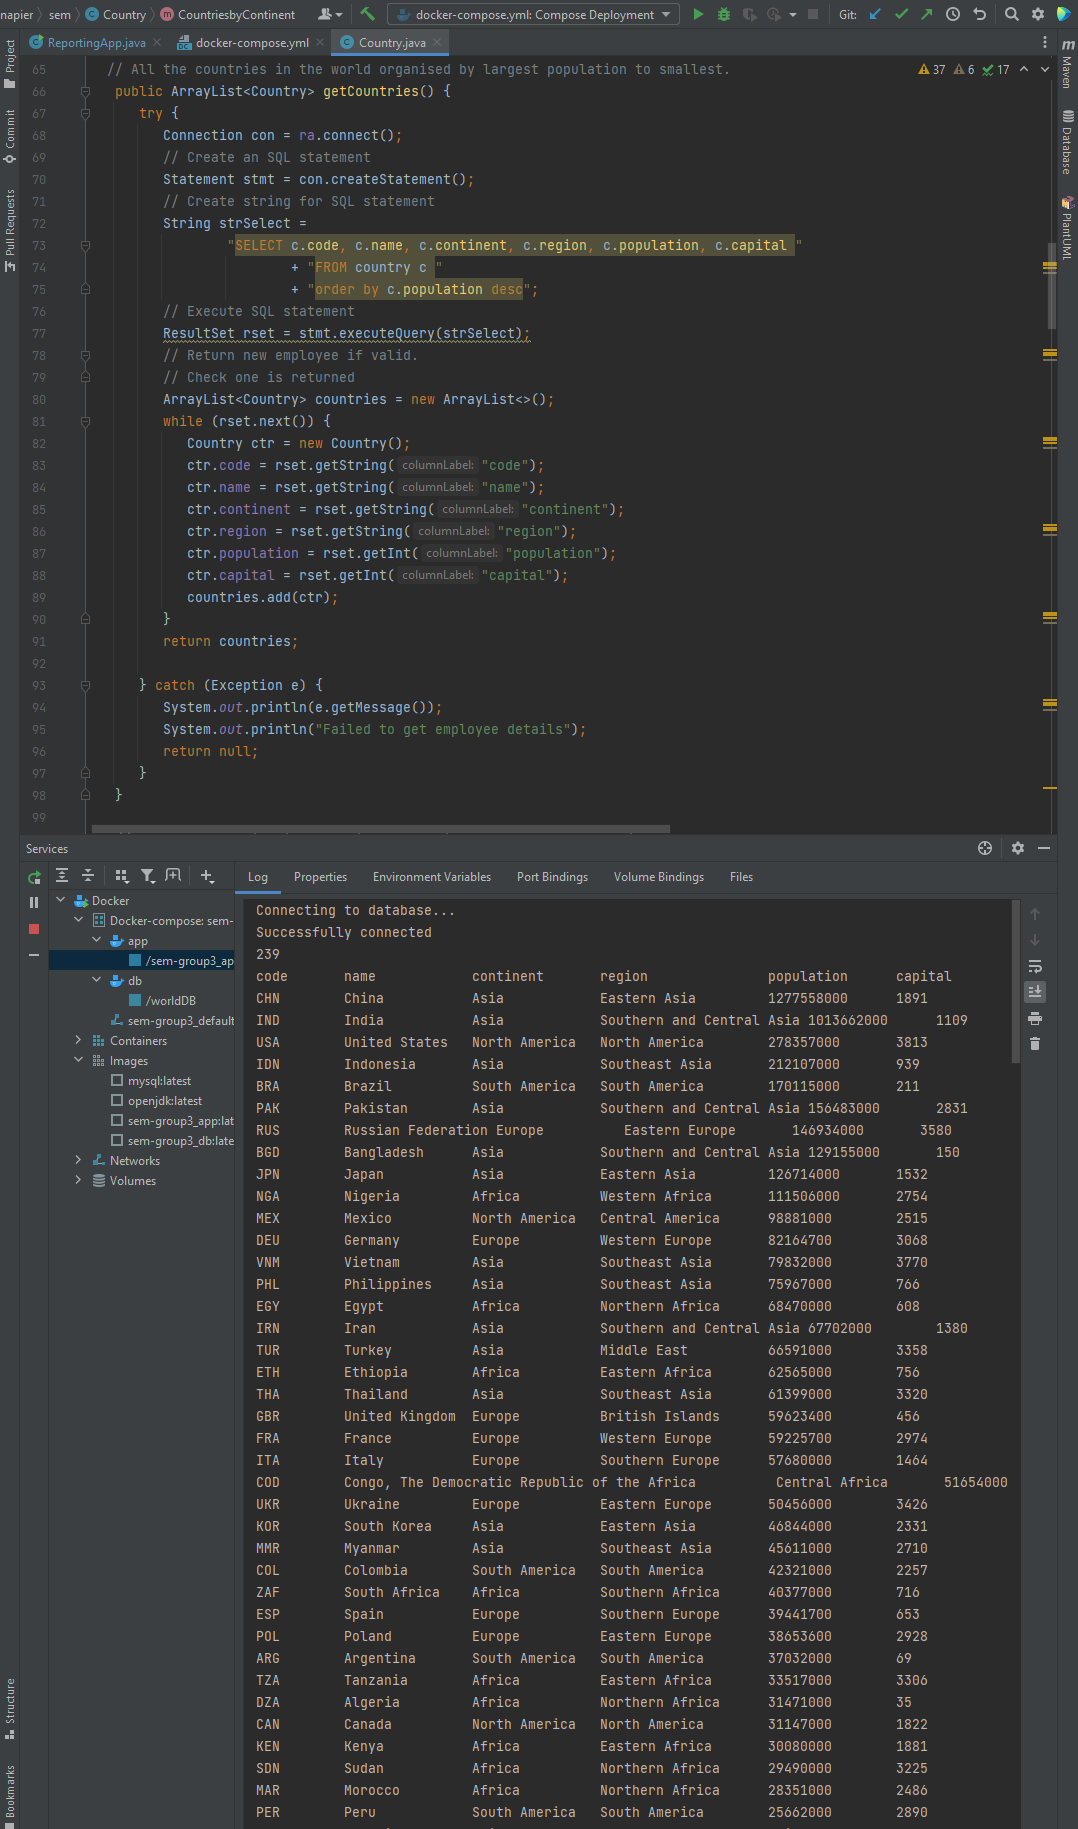 napier sem Country CountriesbyContinent docker-compose.yml: Compose Deployment Git:
ReportingApp.java docker-compose.yml Country.java
Project
Commit
Pull Requests
Structure
Bookmarks
Maven
Database
PlantUML
37 6 17
65 // All the countries in the world organised by largest population to smallest.
66 public ArrayList<Country> getCountries() {
67 try {
68 Connection con = ra.connect();
69 // Create an SQL statement
70 Statement stmt = con.createStatement();
71 // Create string for SQL statement
72 String strSelect =
73 "SELECT c.code, c.name, c.continent, c.region, c.population, c.capital "
74 + "FROM country c "
75 + "order by c.population desc";
76 // Execute SQL statement
77 ResultSet rset = stmt.executeQuery(strSelect);
78 // Return new employee if valid.
79 // Check one is returned
80 ArrayList<Country> countries = new ArrayList<>();
81 while (rset.next()) {
82 Country ctr = new Country();
83 ctr.code = rset.getString( columnLabel: "code");
84 ctr.name = rset.getString( columnLabel: "name");
85 ctr.continent = rset.getString( columnLabel: "continent");
86 ctr.region = rset.getString( columnLabel: "region");
87 ctr.population = rset.getInt( columnLabel: "population");
88 ctr.capital = rset.getInt( columnLabel: "capital");
89 countries.add(ctr);
90 }
91 return countries;
92
93 } catch (Exception e) {
94 System.out.println(e.getMessage());
95 System.out.println("Failed to get employee details");
96 return null;
97 }
98 }
99
Services
Log Properties Environment Variables Port Bindings Volume Bindings Files
Docker
Docker-compose: sem-
app
/sem-group3_ap
db
/worldDB
sem-group3_default
Containers
Images
mysql:latest
openjdk:latest
sem-group3_app:lat
sem-group3_db:late
Networks
Volumes
Connecting to database...
Successfully connected
239
code name continent region population capital
CHN China Asia Eastern Asia 1277558000 1891
IND India Asia Southern and Central Asia 1013662000 1109
USA United States North America North America 278357000 3813
IDN Indonesia Asia Southeast Asia 212107000 939
BRA Brazil South America South America 170115000 211
PAK Pakistan Asia Southern and Central Asia 156483000 2831
RUS Russian Federation Europe Eastern Europe 146934000 3580
BGD Bangladesh Asia Southern and Central Asia 129155000 150
JPN Japan Asia Eastern Asia 126714000 1532
NGA Nigeria Africa Western Africa 111506000 2754
MEX Mexico North America Central America 98881000 2515
DEU Germany Europe Western Europe 82164700 3068
VNM Vietnam Asia Southeast Asia 79832000 3770
PHL Philippines Asia Southeast Asia 75967000 766
EGY Egypt Africa Northern Africa 68470000 608
IRN Iran Asia Southern and Central Asia 67702000 1380
TUR Turkey Asia Middle East 66591000 3358
ETH Ethiopia Africa Eastern Africa 62565000 756
THA Thailand Asia Southeast Asia 61399000 3320
GBR United Kingdom Europe British Islands 59623400 456
FRA France Europe Western Europe 59225700 2974
ITA Italy Europe Southern Europe 57680000 1464
COD Congo, The Democratic Republic of the Africa Central Africa 51654000
UKR Ukraine Europe Eastern Europe 50456000 3426
KOR South Korea Asia Eastern Asia 46844000 2331
MMR Myanmar Asia Southeast Asia 45611000 2710
COL Colombia South America South America 42321000 2257
ZAF South Africa Africa Southern Africa 40377000 716
ESP Spain Europe Southern Europe 39441700 653
POL Poland Europe Eastern Europe 38653600 2928
ARG Argentina South America South America 37032000 69
TZA Tanzania Africa Eastern Africa 33517000 3306
DZA Algeria Africa Northern Africa 31471000 35
CAN Canada North America North America 31147000 1822
KEN Kenya Africa Eastern Africa 30080000 1881
SDN Sudan Africa Northern Africa 29490000 3225
MAR Morocco Africa Northern Africa 28351000 2486
PER Peru South America South America 25662000 2890